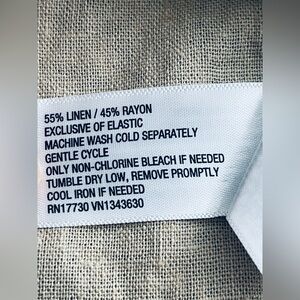 55% LINEN / 45% RAYON
EXCLUSIVE OF ELASTIC
MACHINE WASH COLD SEPARATELY
GENTLE CYCLE
ONLY NON-CHLORINE BLEACH IF NEEDED
TUMBLE DRY LOW, REMOVE PROMPTLY
COOL IRON IF NEEDED
RN17730 VN1343630